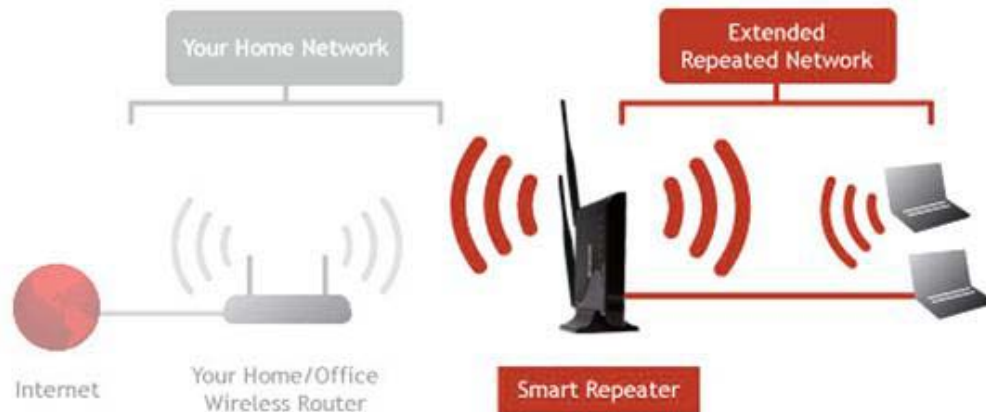 Your Home Network
Extended
Repeated Network
Internet
Your Home/Office
Wireless Router
Smart Repeater